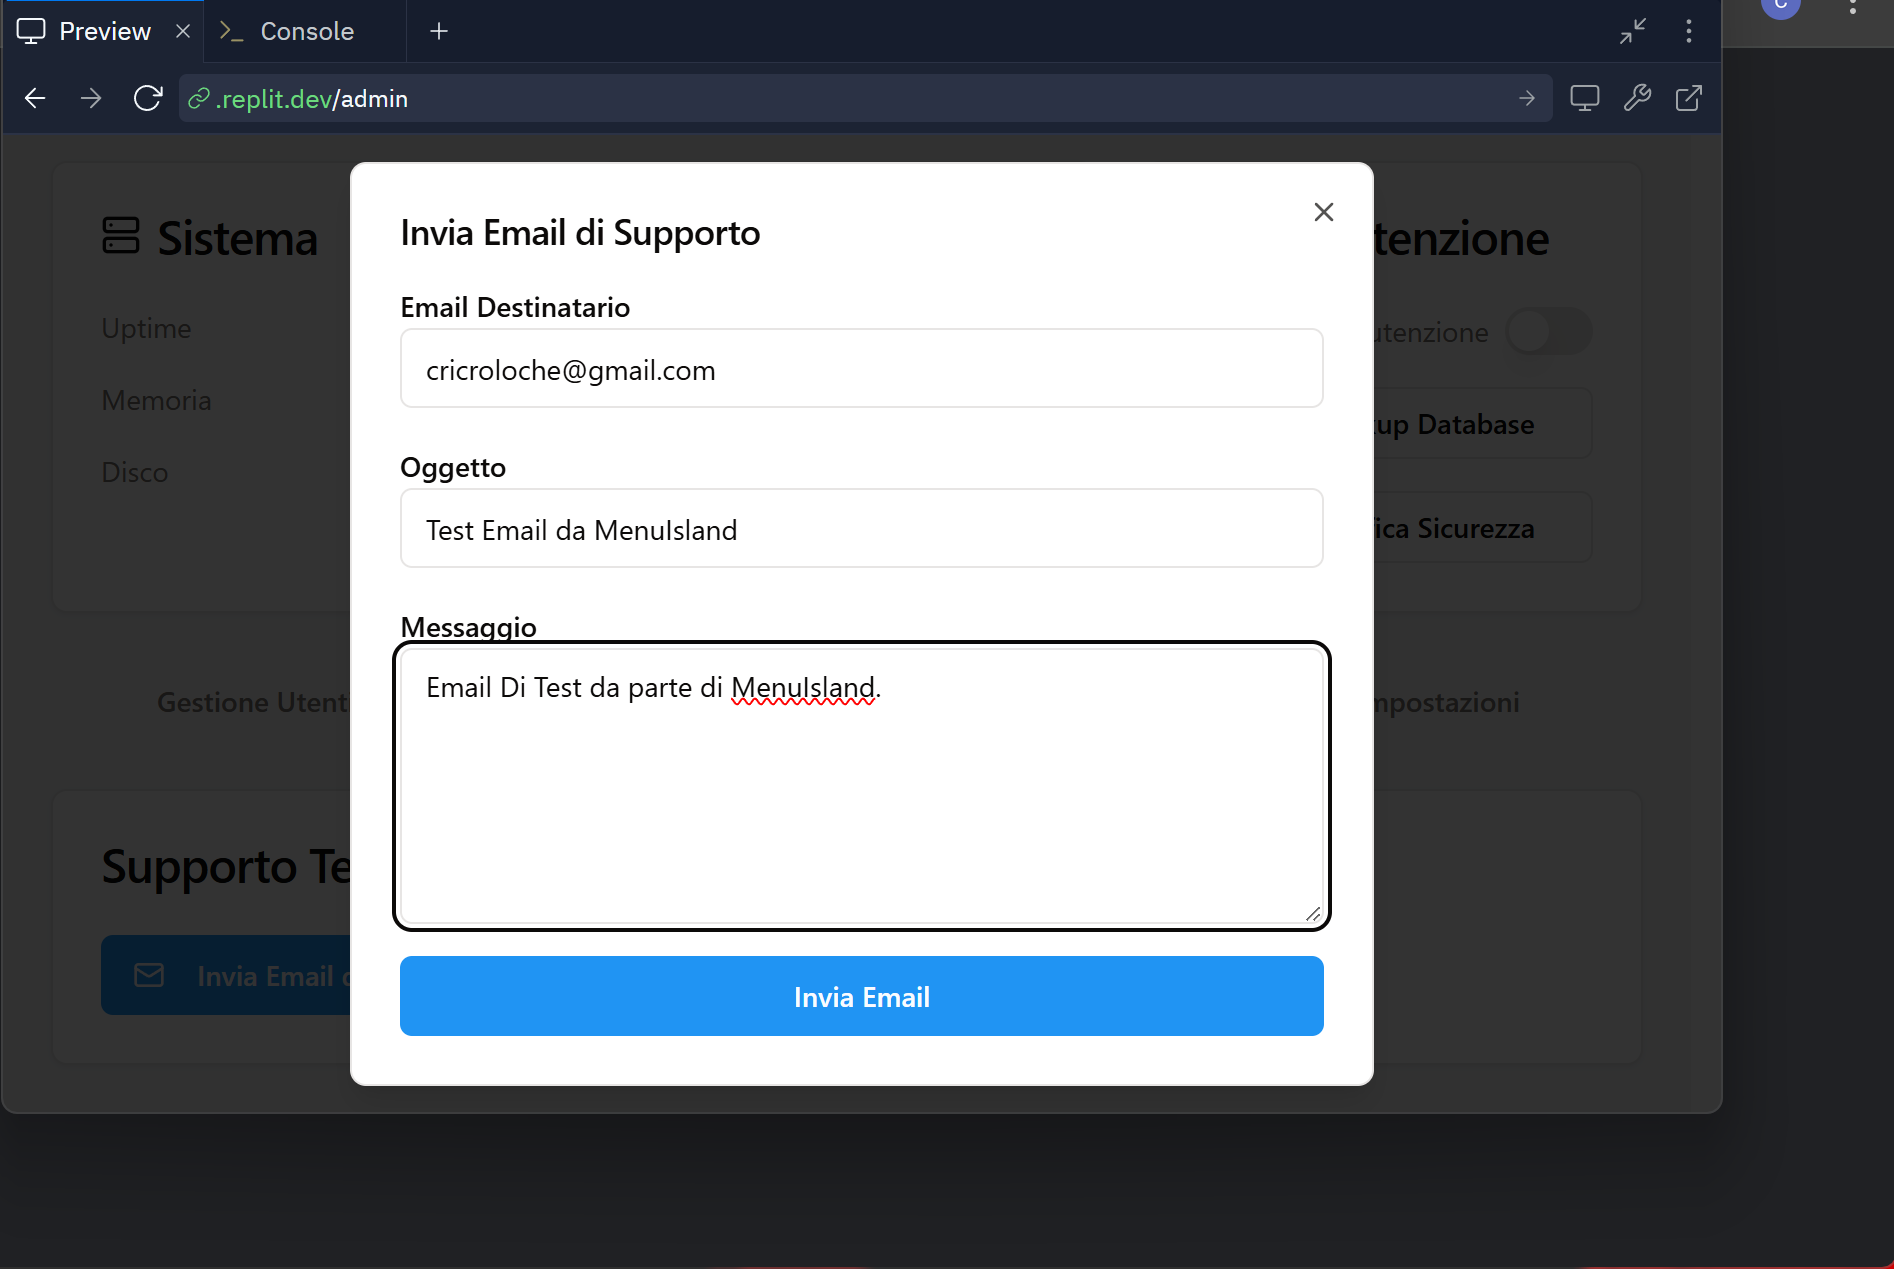 Preview
Console
.replit.dev/admin
Sistema
Uptime
Memoria
Disco
tenzione
utenzione
up Database
ica Sicurezza
Gestione Utent
mpostazioni
Supporto Te
Invia Email d
Invia Email di Supporto
Email Destinatario
cricroloche@gmail.com
Oggetto
Test Email da MenuIsland
Messaggio
Email Di Test da parte di MenuIsland.
Invia Email